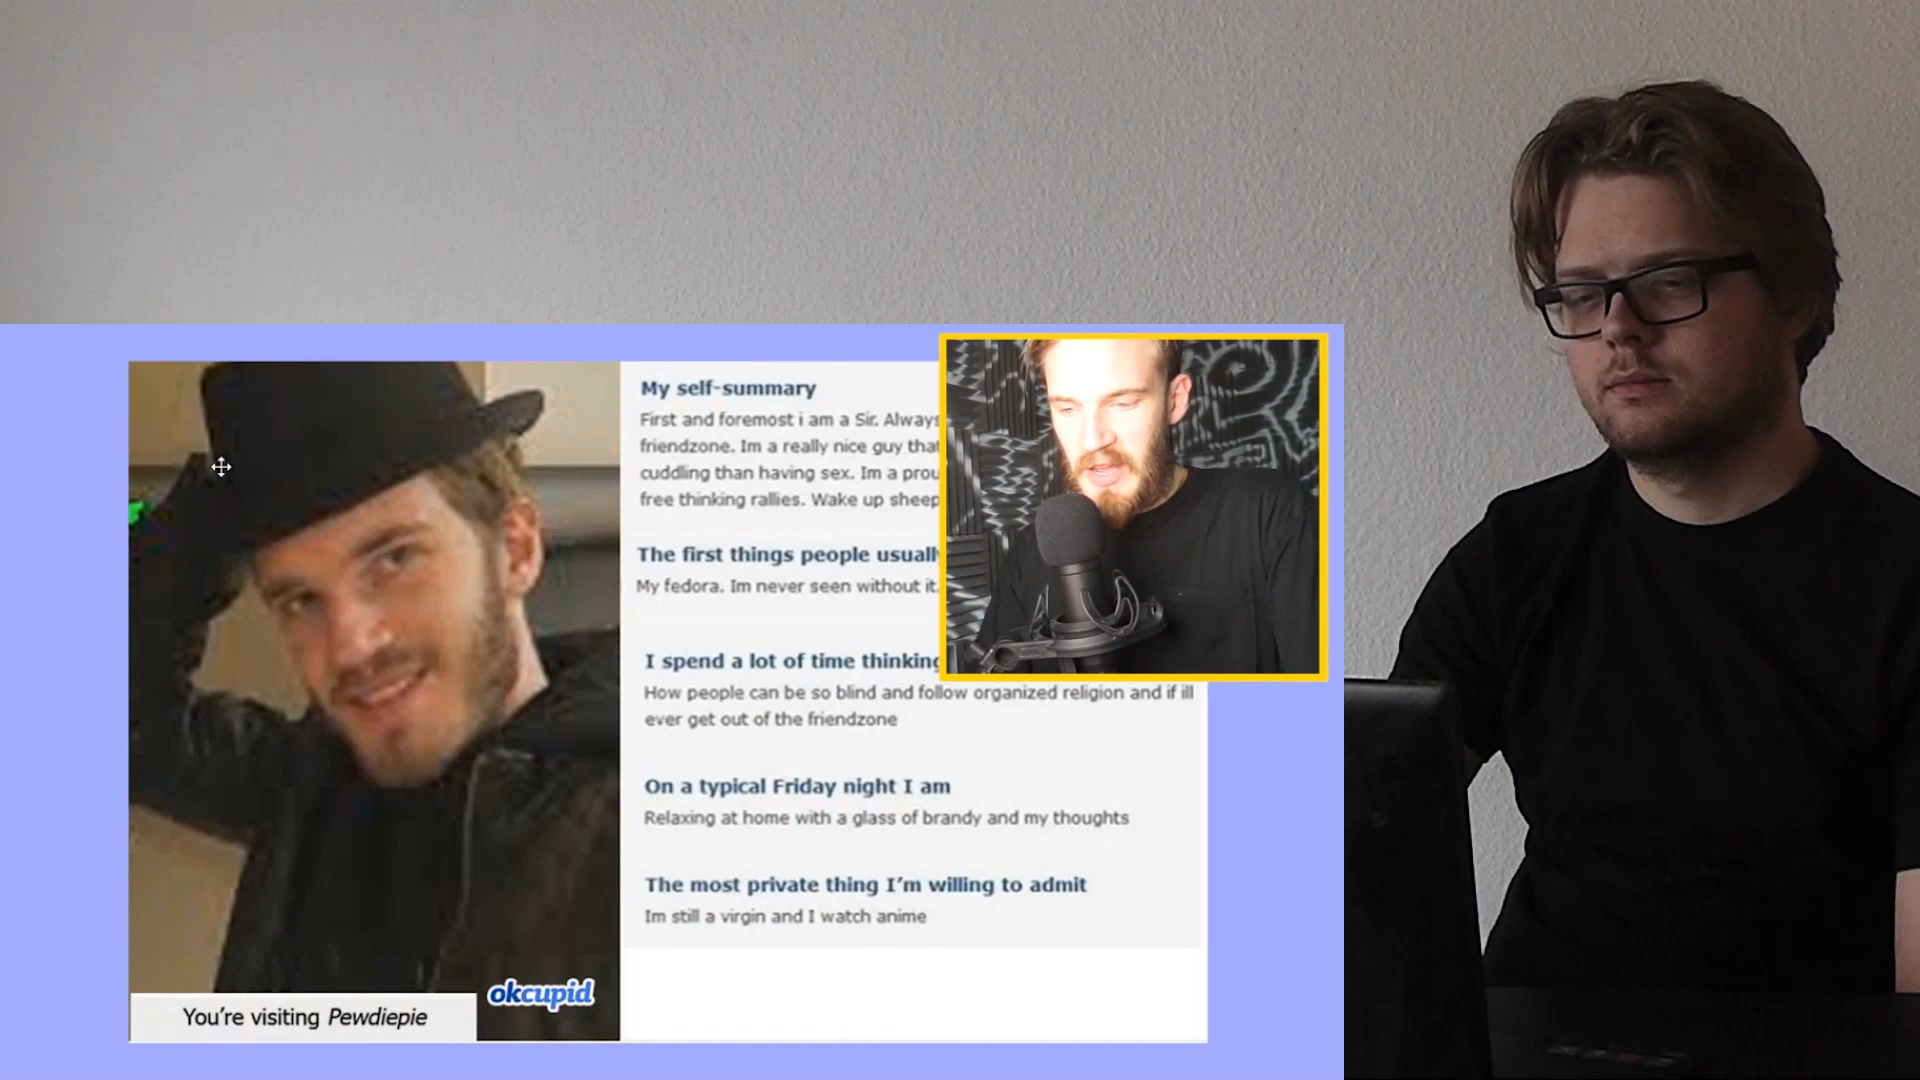 My self-summary
First and foremost i am a Sir. Always
friendzone. Im a really nice guy that
cuddling than having sex. Im a prou
free thinking rallies. Wake up sheep
The first things people usuall
My fedora. Im never seen without it.
I spend a lot of time thinking
How people can be so blind and follow organized religion and if ill
ever get out of the friendzone
On a typical Friday night I am
Relaxing at home with a glass of brandy and my thoughts
The most private thing I'm willing to admit
Im still a virgin and I watch anime
okcupid
You're visiting Pewdiepie